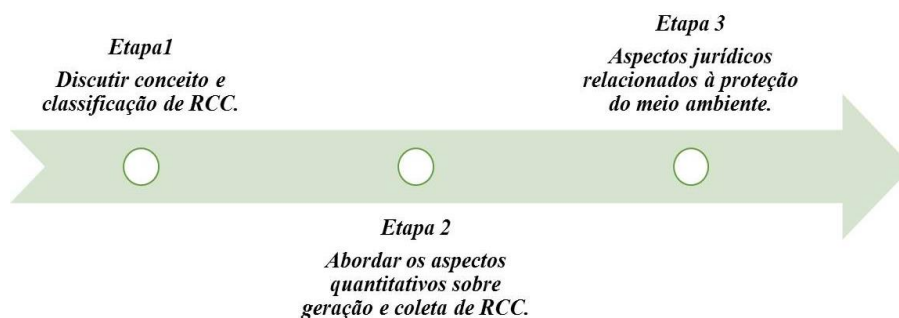 Etapa1
Discutir conceito e
classificação de RCC.
Etapa 2
Abordar os aspectos
quantitativos sobre
geração e coleta de RCC.
Etapa 3
Aspectos jurídicos
relacionados à proteção
do meio ambiente.